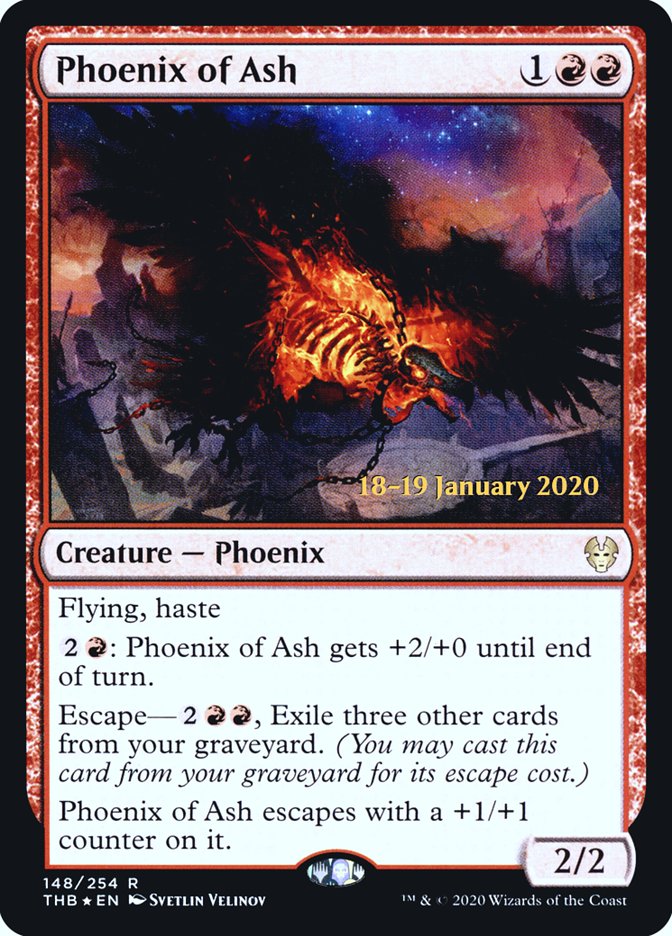 Phoenix of Ash 1
18–19 January 2020
Creature — Phoenix
Flying, haste
2 : Phoenix of Ash gets +2/+0 until end
of turn.
Escape— 2 , Exile three other cards
from your graveyard. (You may cast this
card from your graveyard for its escape cost.)
Phoenix of Ash escapes with a +1/+1
counter on it.
2/2
148/254 R
THB ★ EN Svetlin Velinov
™ & © 2020 Wizards of the Coast